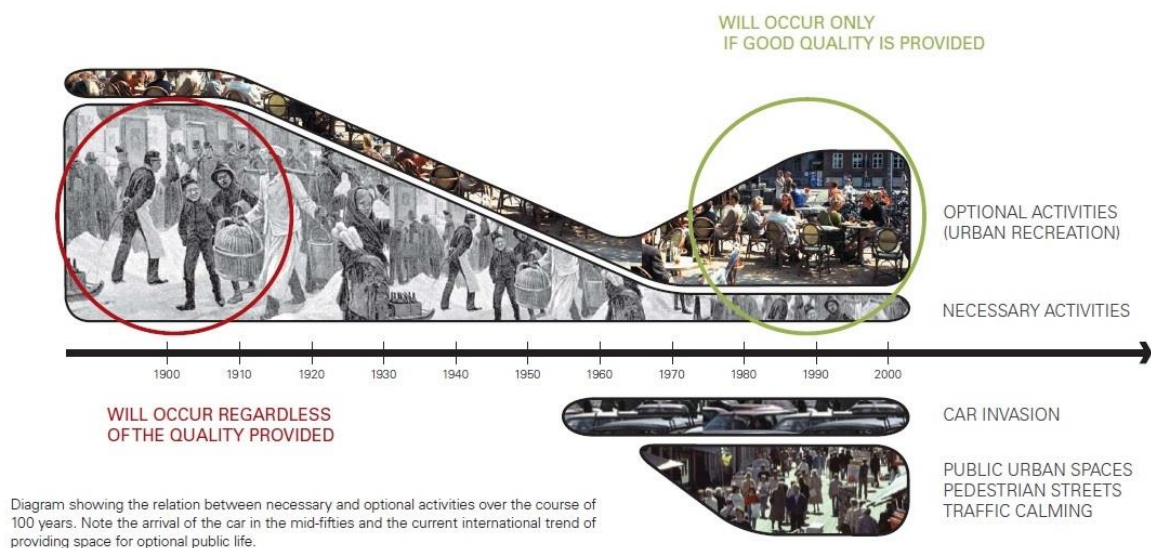 WILL OCCUR ONLY
IF GOOD QUALITY IS PROVIDED
OPTIONAL ACTIVITIES
(URBAN RECREATION)
NECESSARY ACTIVITIES
1900 1910 1920 1930 1940 1950 1960 1970 1980 1990 2000
WILL OCCUR REGARDLESS
OF THE QUALITY PROVIDED
CAR INVASION
PUBLIC URBAN SPACES
PEDESTRIAN STREETS
TRAFFIC CALMING
Diagram showing the relation between necessary and optional activities over the course of
100 years. Note the arrival of the car in the mid-fifties and the current international trend of
providing space for optional public life.